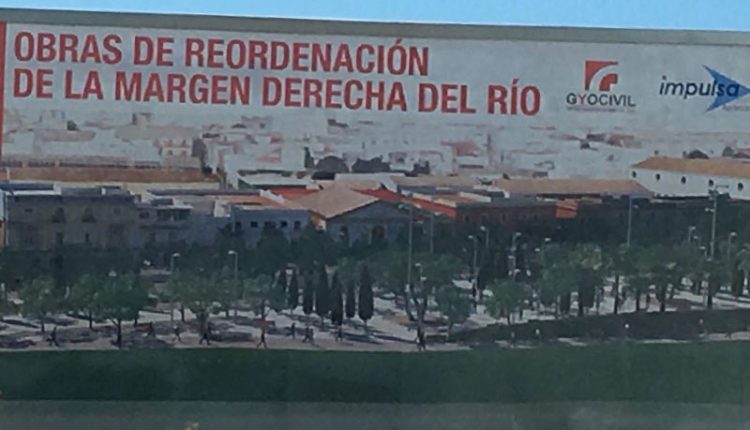 OBRAS DE REORDENACIÓN
DE LA MARGEN DERECHA DEL RÍO
GYOCIVIL
impulsa